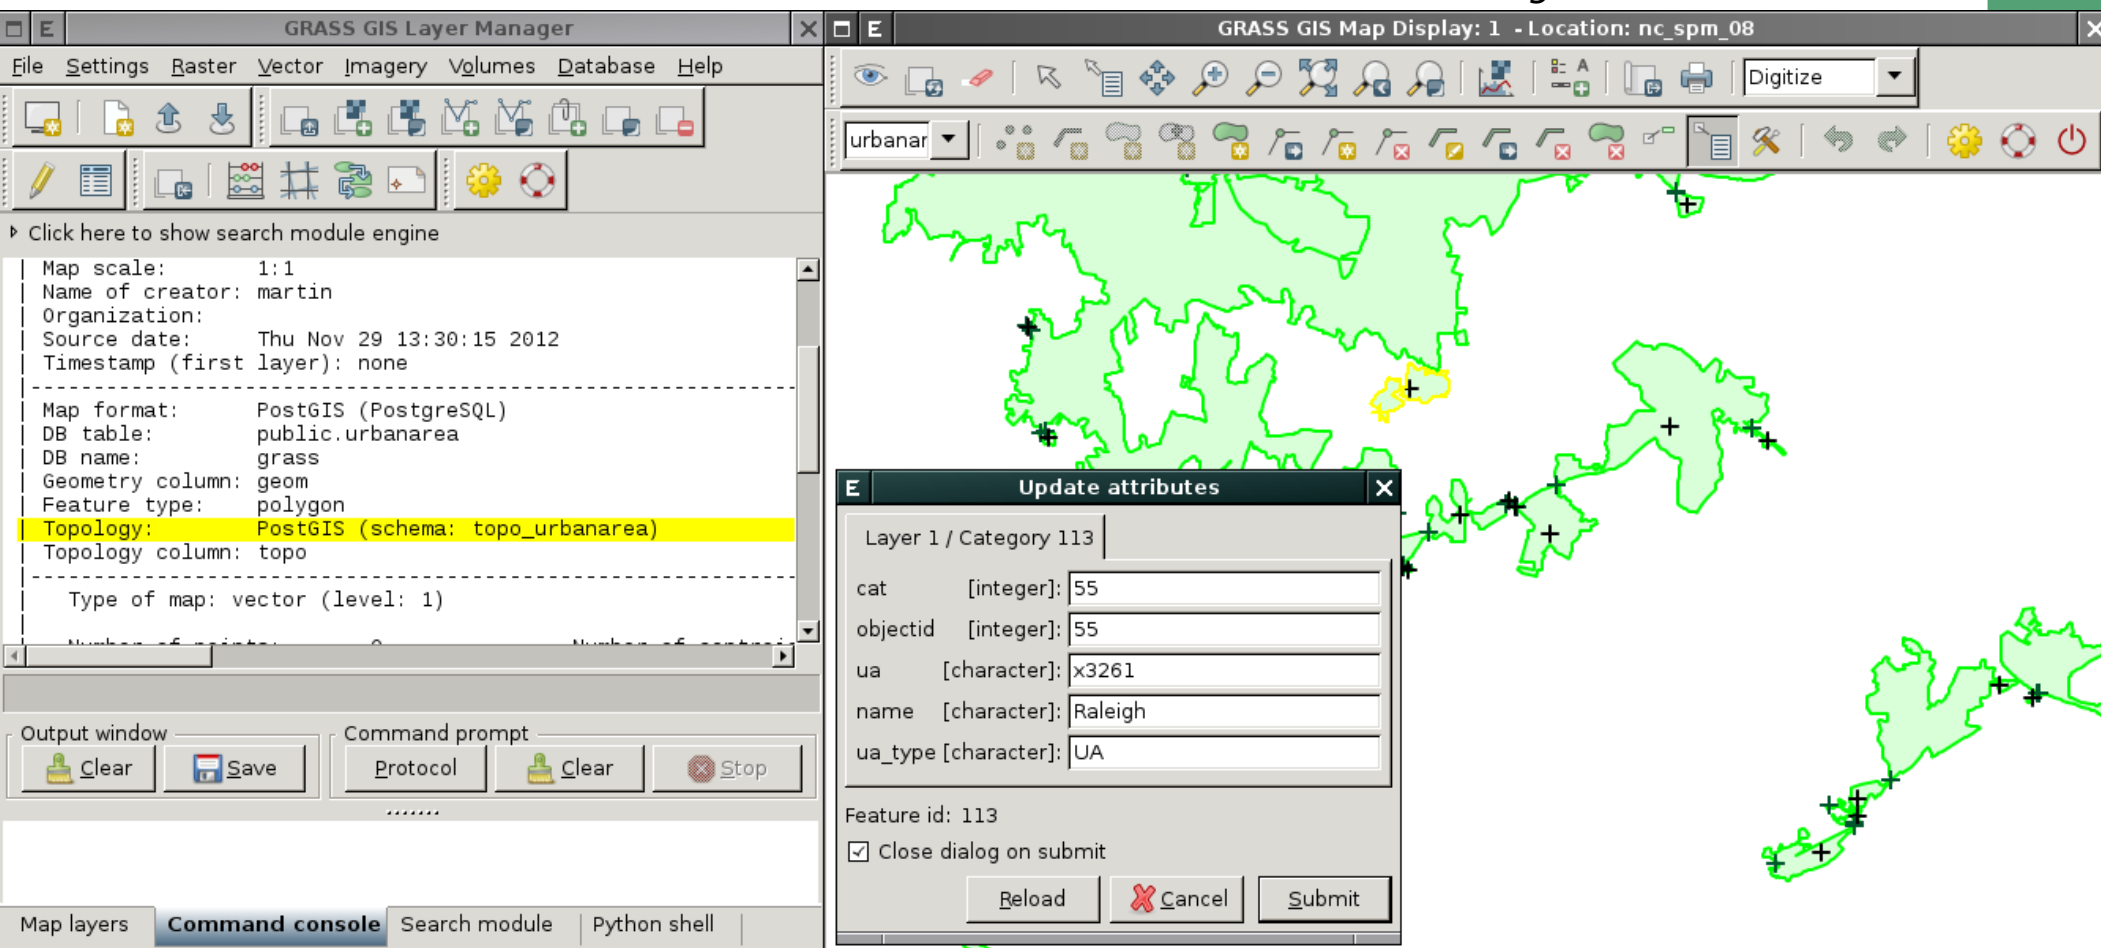 GRASS GIS Layer Manager
File Settings Raster Vector Imagery Volumes Database Help
Click here to show search module engine
Map scale: 1:1
Name of creator: martin
Organization:
Source date: Thu Nov 29 13:30:15 2012
Timestamp (first layer): none
Map format: PostGIS (PostgreSQL)
DB table: public.urbanarea
DB name: grass
Geometry column: geom
Feature type: polygon
Topology: PostGIS (schema: topo_urbanarea)
Topology column: topo
Type of map: vector (level: 1)
Output window
Clear
Save
Command prompt
Protocol
Clear
Stop
Map layers
Command console
Search module
Python shell
GRASS GIS Map Display: 1 - Location: nc_spm_08
Digitize
urbanar
Update attributes
Layer 1 / Category 113
cat [integer]: 55
objectid [integer]: 55
ua [character]: x3261
name [character]: Raleigh
ua_type [character]: UA
Feature id: 113
Close dialog on submit
Reload
Cancel
Submit